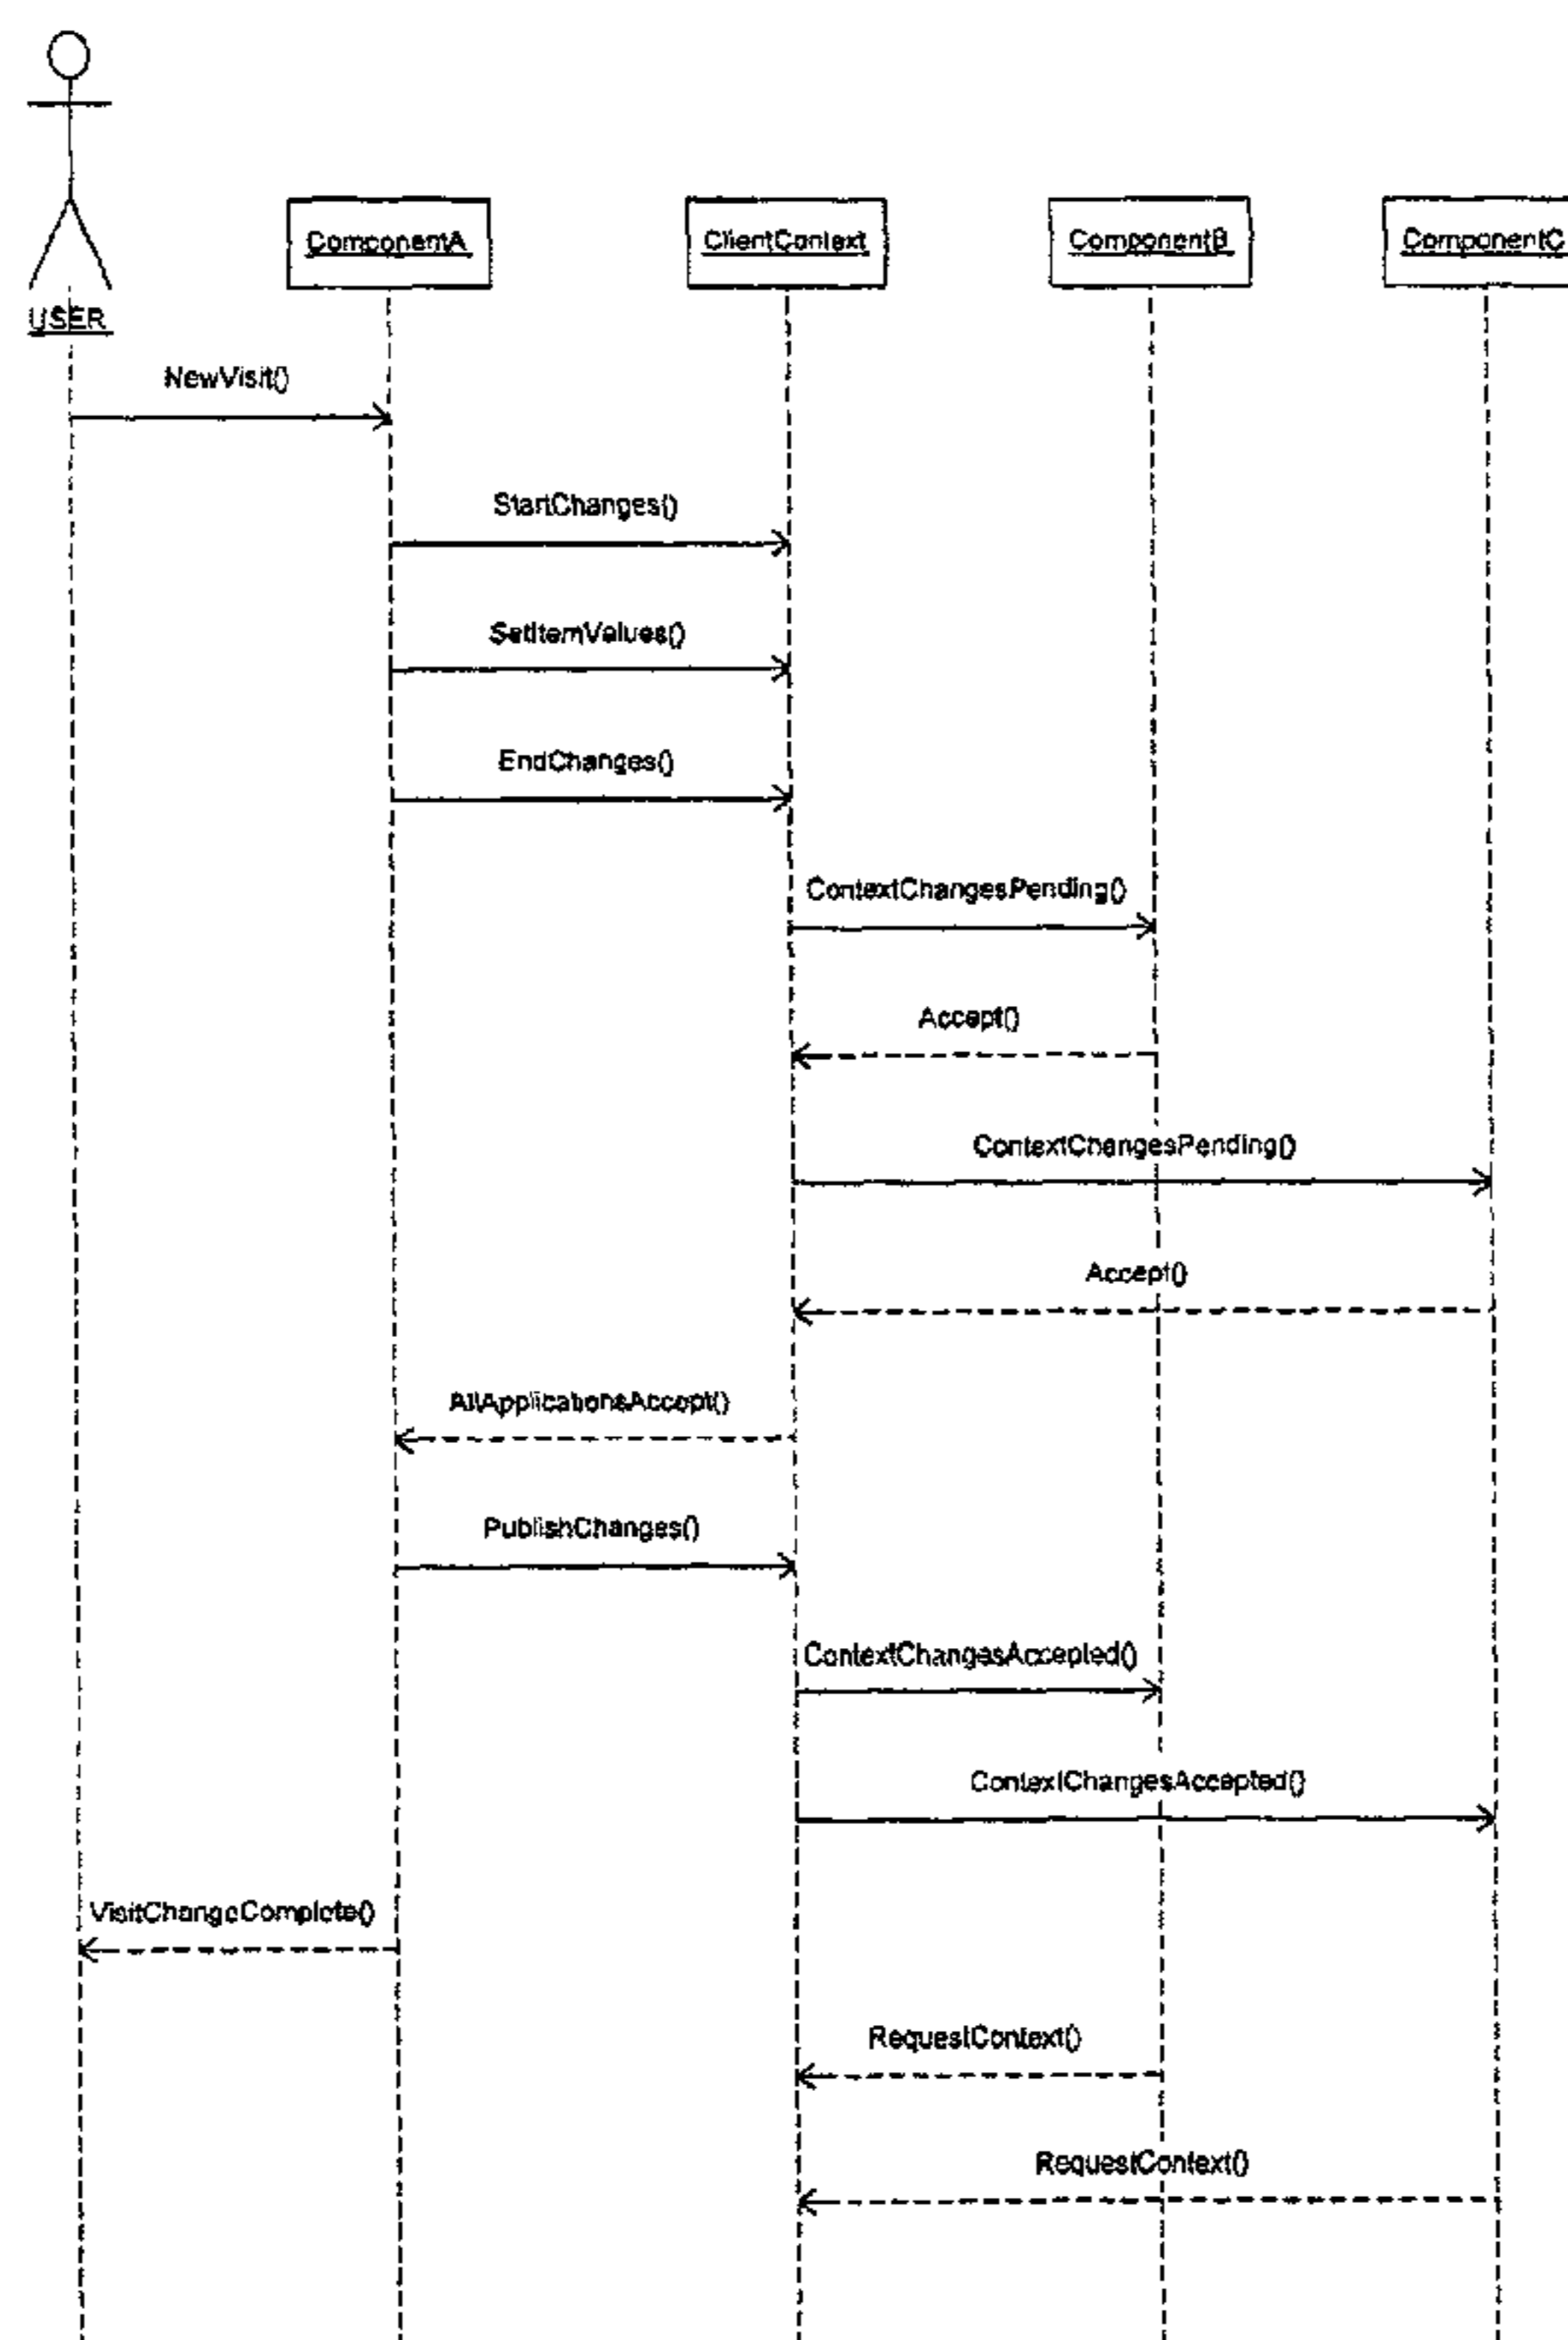 ComponentA
ClientContext
ComponentB
ComponentC
USER
NewVisit()
StartChanges()
SetItemValues()
EndChanges()
ContextChangesPending()
Accept()
ContextChangesPending()
Accept()
AllApplicationsAccept()
PublishChanges()
ContextChangesAccepted()
ContextChangesAccepted()
VisitChangeComplete()
RequestContext()
RequestContext()